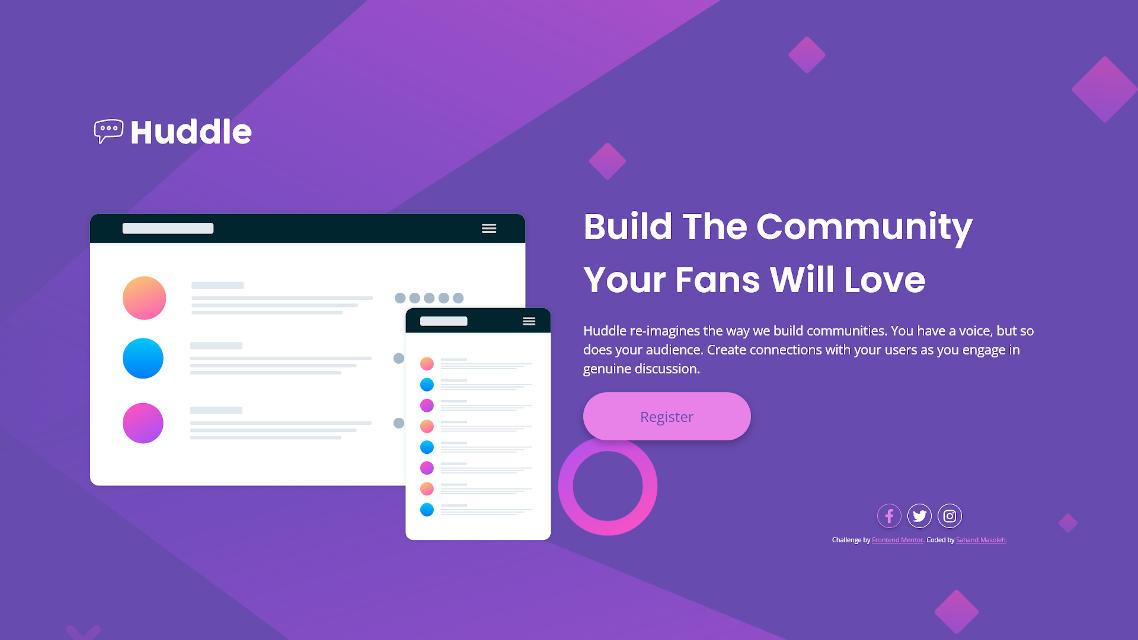 Huddle
Build The Community
Your Fans Will Love
Huddle re-imagines the way we build communities. You have a voice, but so
does your audience. Create connections with your users as you engage in
genuine discussion.
Register
Challenge by Frontend Mentor. Coded by Sahand Masoleh.